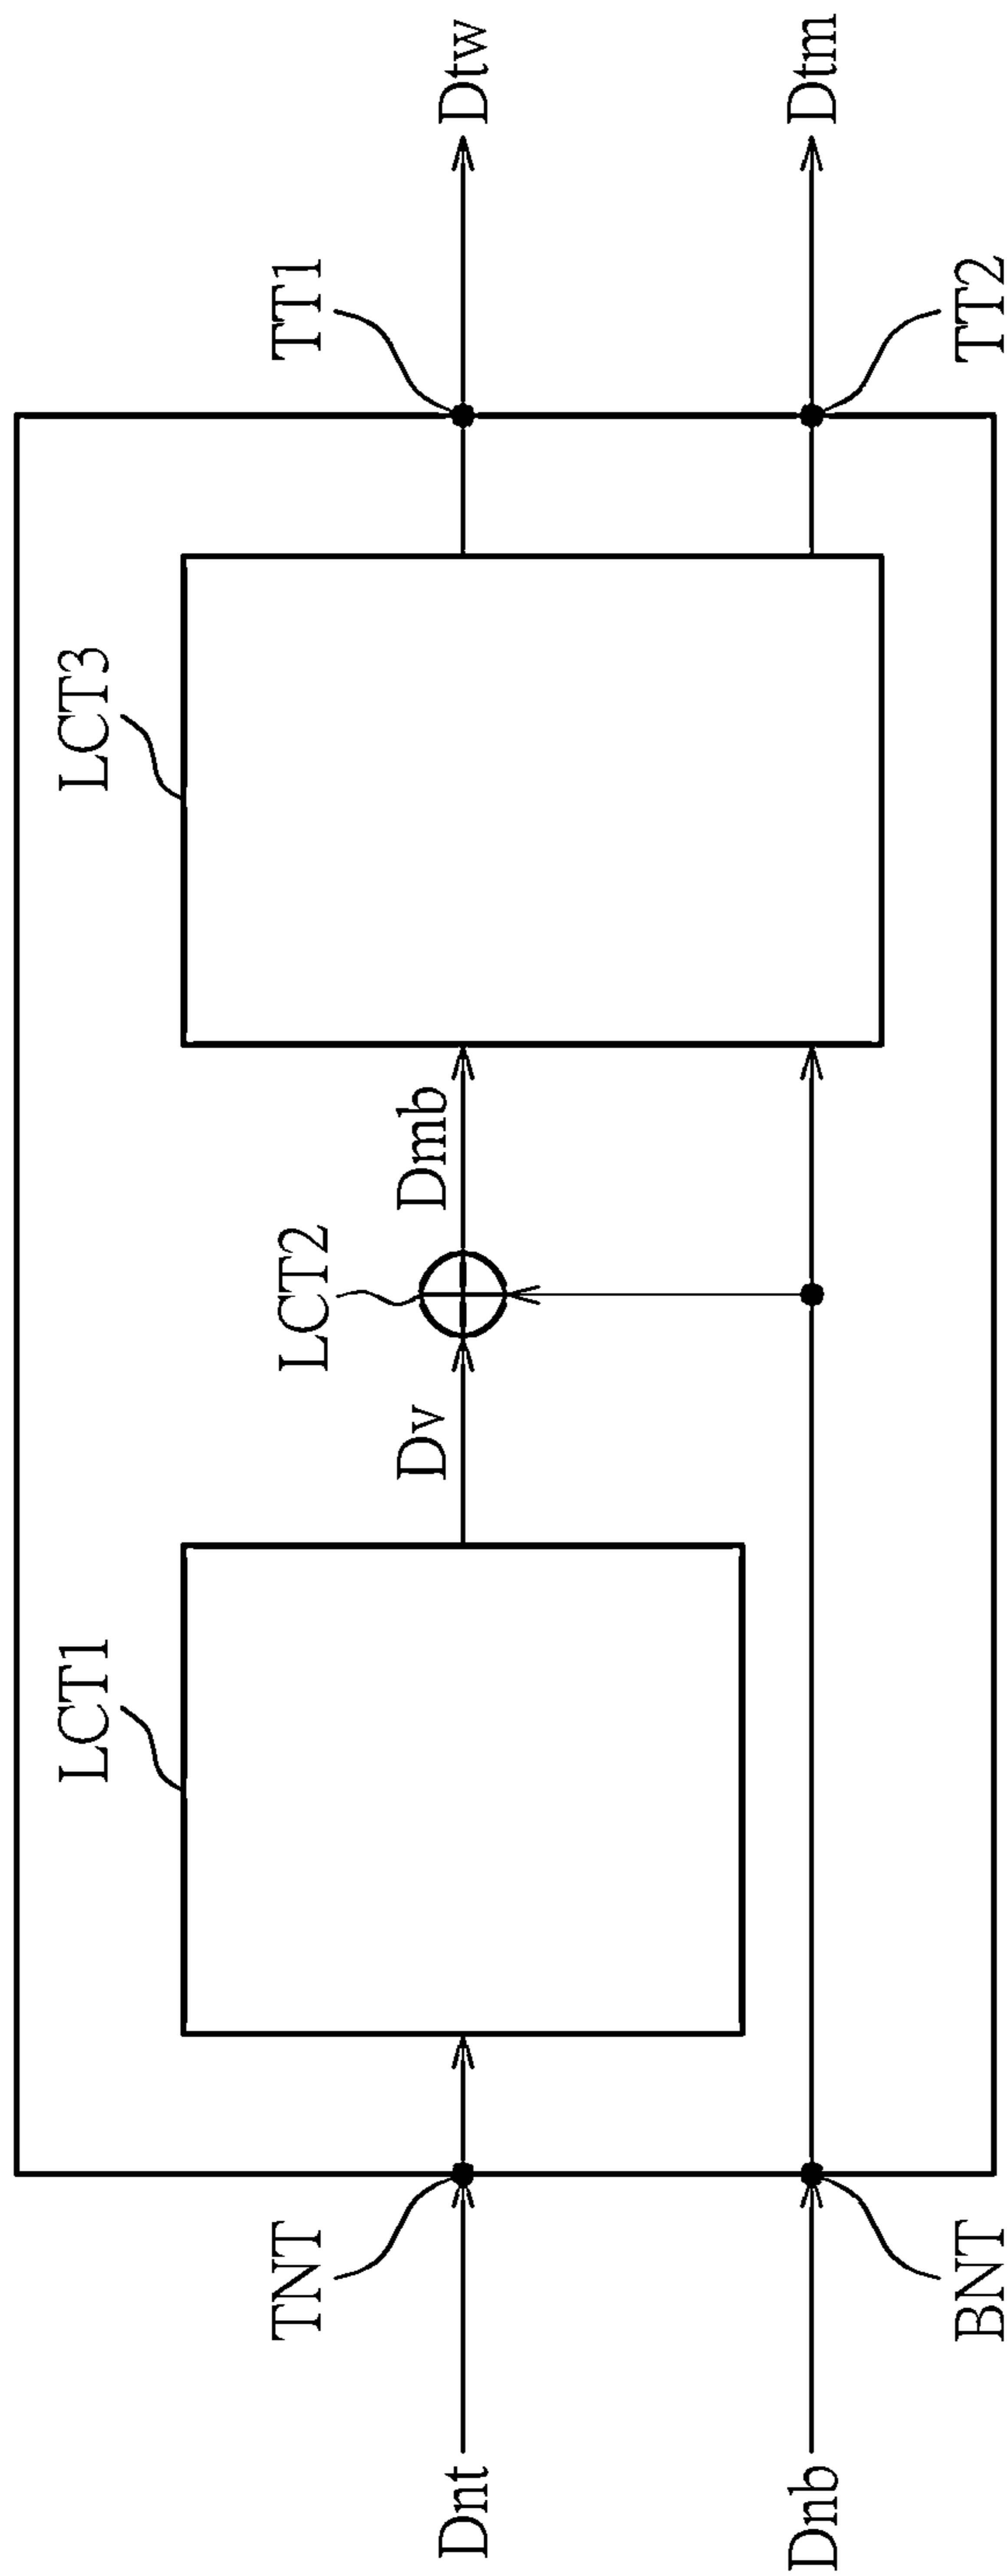 LCT1
LCT3
LCT2
TNT
TT1
Dv
Dmb
Dnt
Dtw
Dnb
Dtm
BNT
TT2